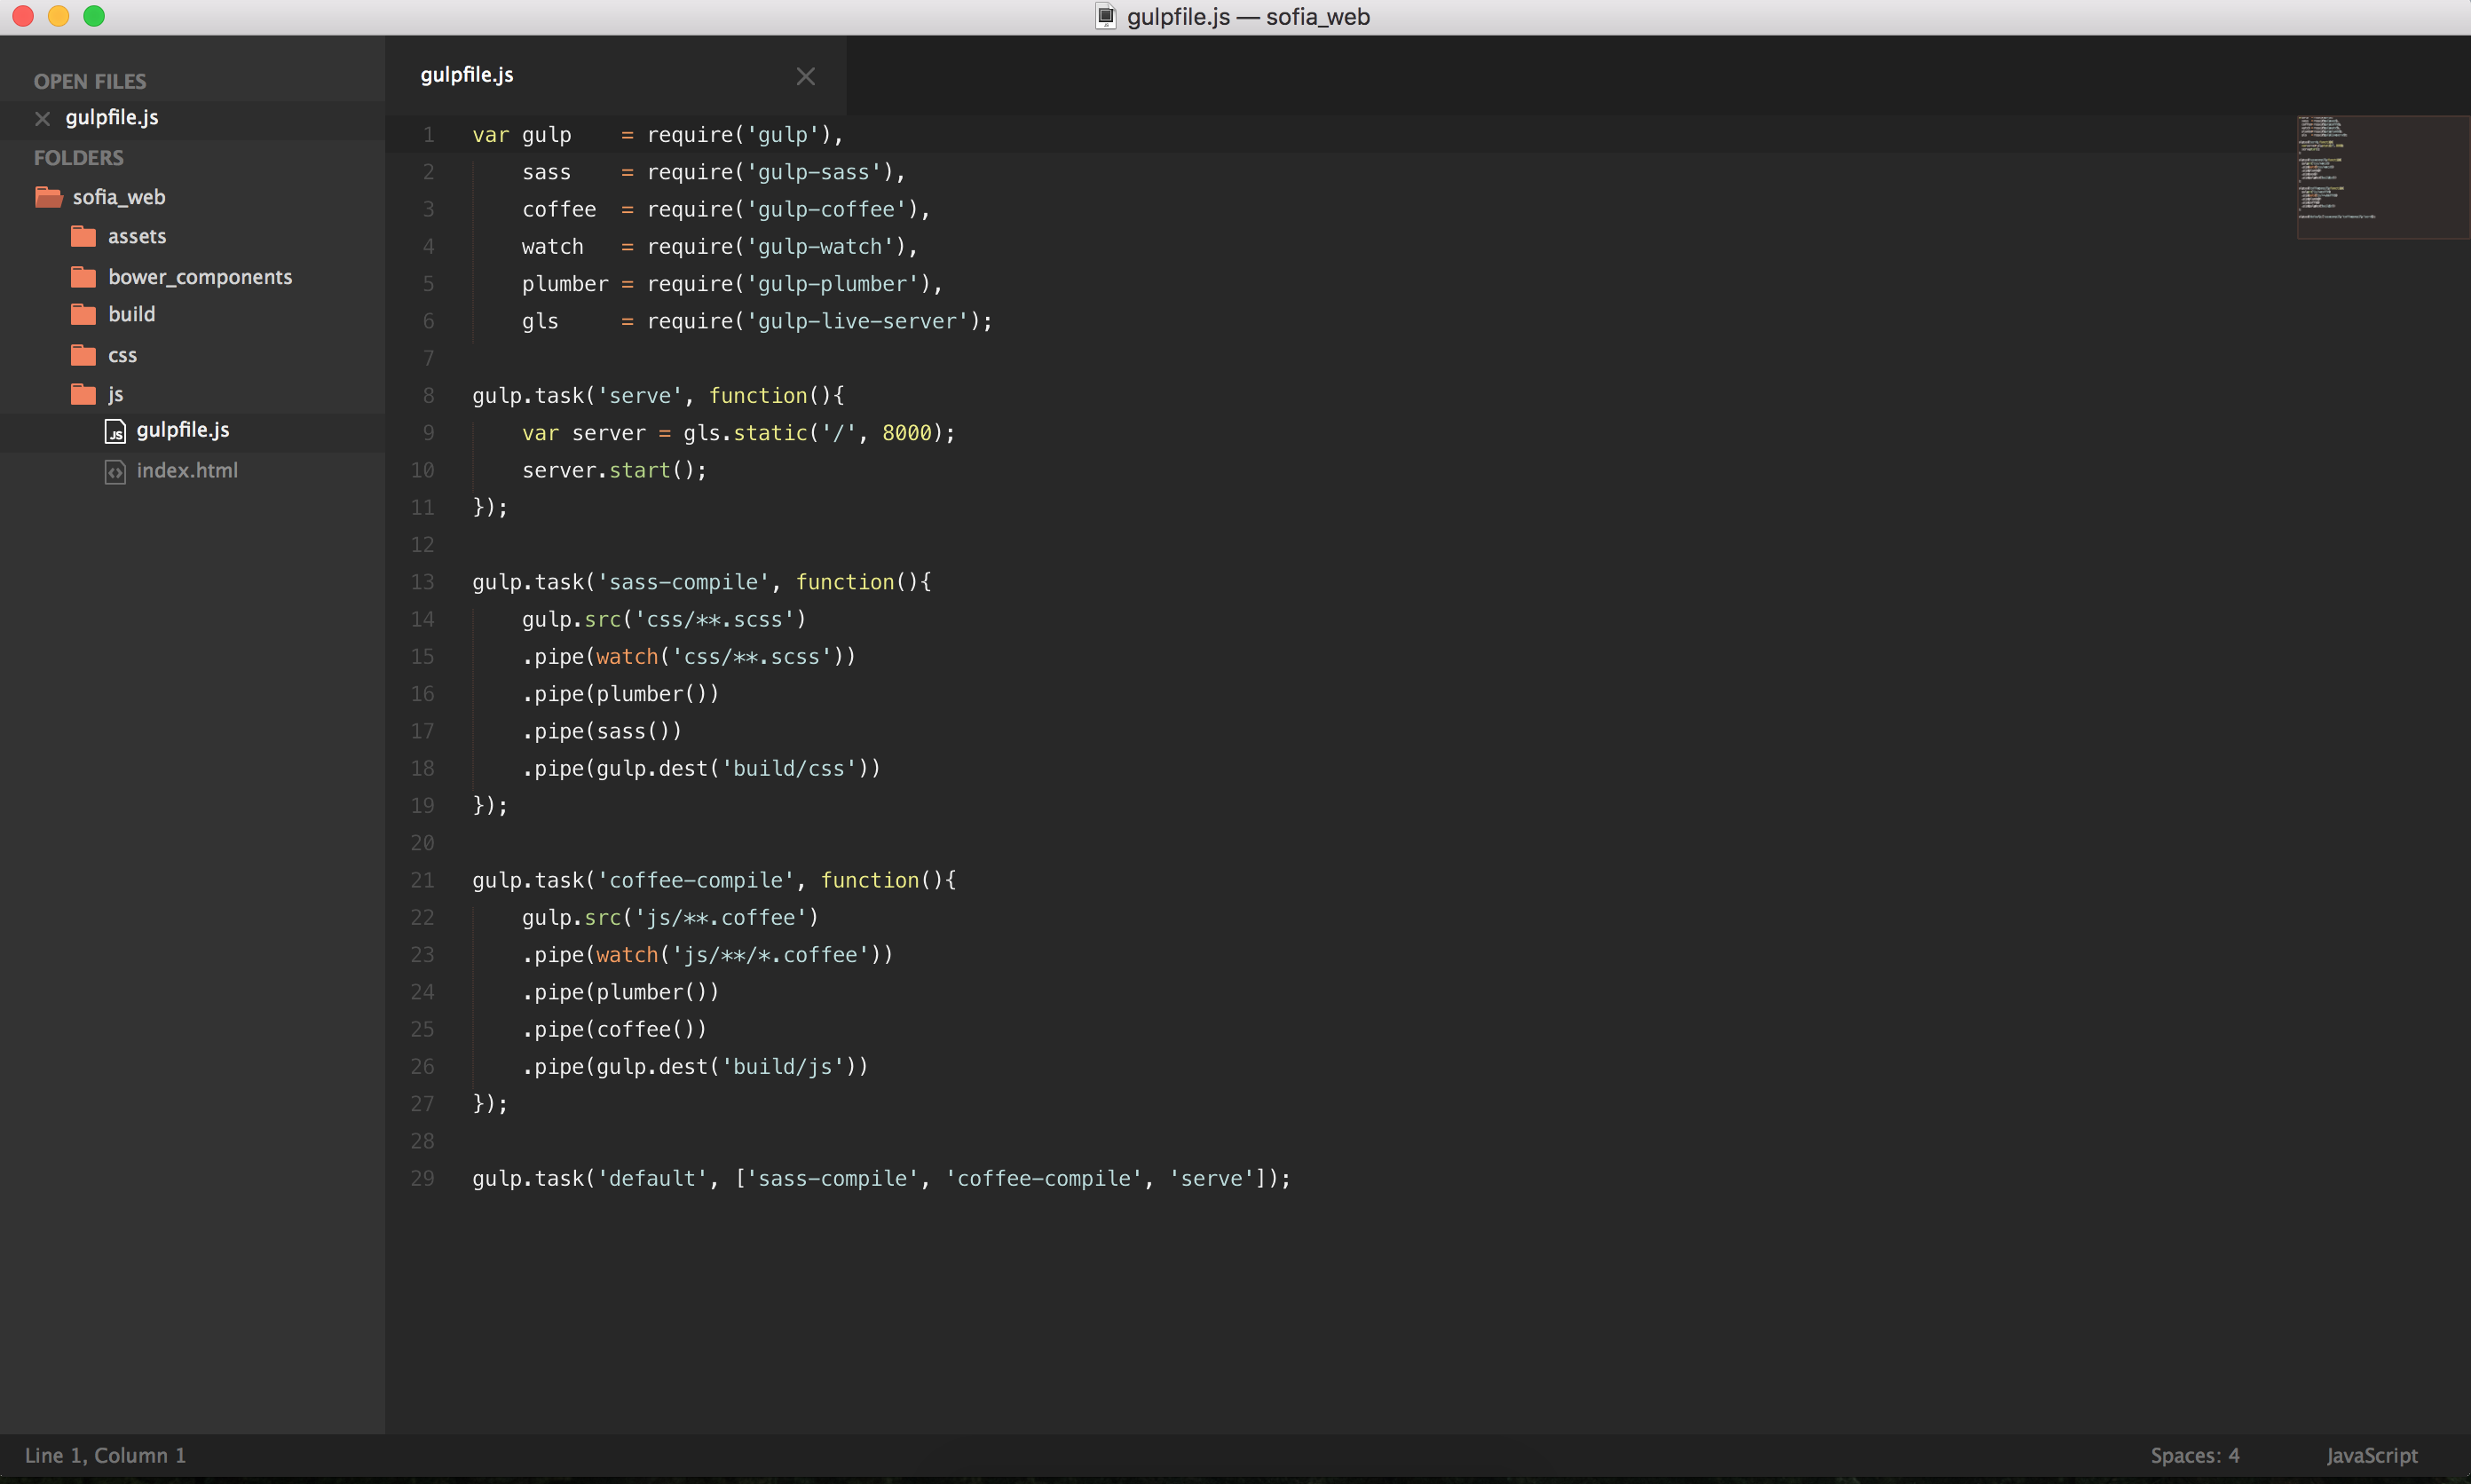 gulpfile.js — sofia_web
OPEN FILES
gulpfile.js
FOLDERS
sofia_web
assets
bower_components
build
css
js
gulpfile.js
index.html
gulpfile.js
1 var gulp    = require('gulp'),
2     sass    = require('gulp-sass'),
3     coffee  = require('gulp-coffee'),
4     watch   = require('gulp-watch'),
5     plumber = require('gulp-plumber'),
6     gls     = require('gulp-live-server');
7
8 gulp.task('serve', function(){
9     var server = gls.static('/', 8000);
10     server.start();
11 });
12
13 gulp.task('sass-compile', function(){
14     gulp.src('css/**.scss')
15     .pipe(watch('css/**.scss'))
16     .pipe(plumber())
17     .pipe(sass())
18     .pipe(gulp.dest('build/css'))
19 });
20
21 gulp.task('coffee-compile', function(){
22     gulp.src('js/**.coffee')
23     .pipe(watch('js/**/*.coffee'))
24     .pipe(plumber())
25     .pipe(coffee())
26     .pipe(gulp.dest('build/js'))
27 });
28
29 gulp.task('default', ['sass-compile', 'coffee-compile', 'serve']);
Line 1, Column 1
Spaces: 4
JavaScript